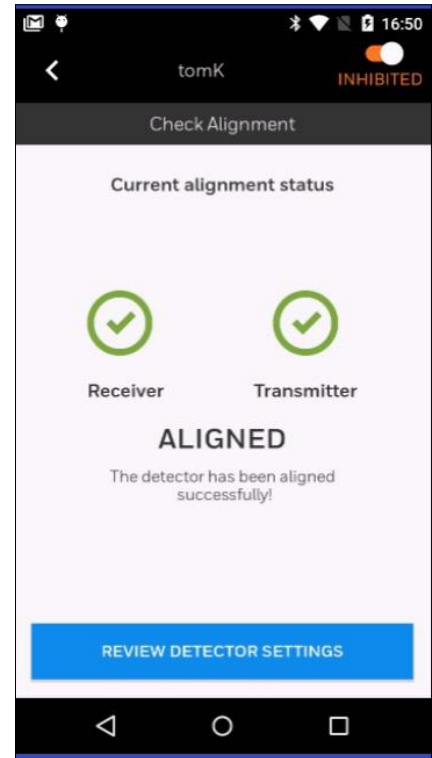 16:50
tomK
INHIBITED
Check Alignment
Current alignment status
Receiver
Transmitter
ALIGNED
The detector has been aligned
successfully!
REVIEW DETECTOR SETTINGS